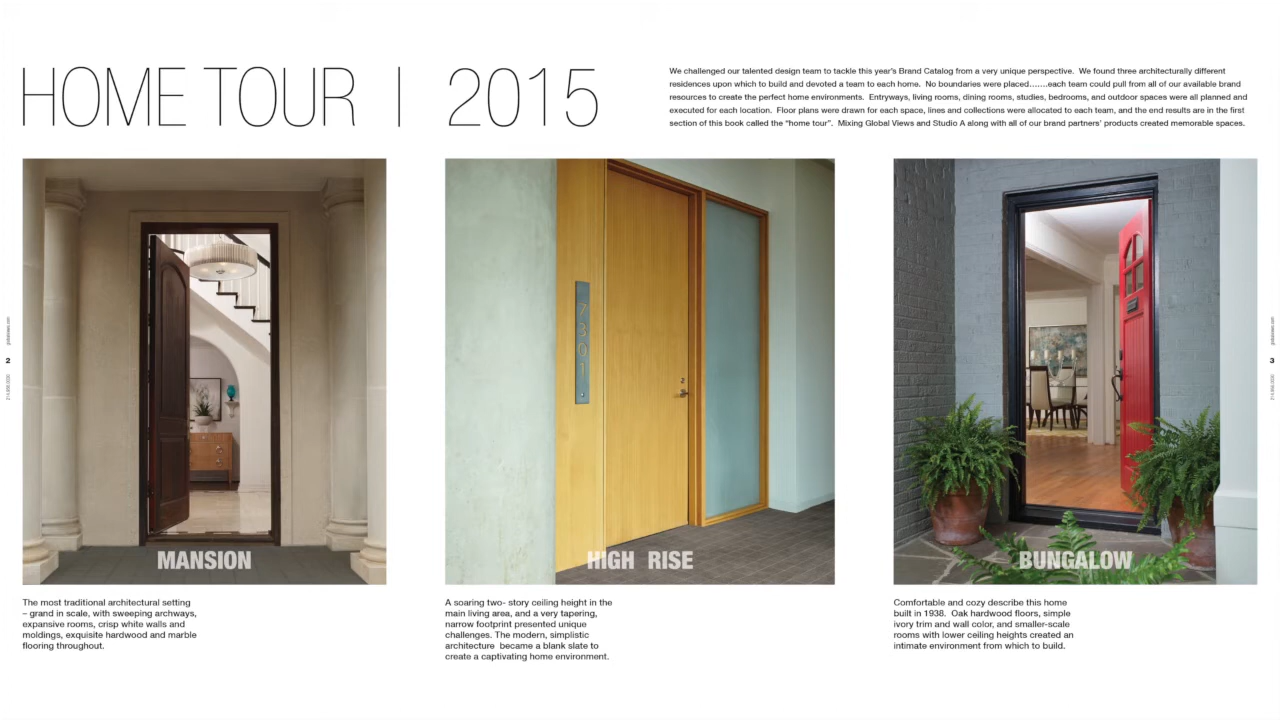 HOME TOUR | 2015
We challenged our talented design team to tackle this year's Brand Catalog from a very unique perspective.  We found three architecturally different
residences upon which to build and devoted a team to each home.  No boundaries were placed…….each team could pull from all of our available brand
resources to create the perfect home environments.  Entryways, living rooms, dining rooms, studies, bedrooms, and outdoor spaces were all planned and
executed for each location.  Floor plans were drawn for each space, lines and collections were allocated to each team, and the end results are in the first
section of this book called the “home tour”.  Mixing Global Views and Studio A along with all of our brand partners' products created memorable spaces.
MANSION
The most traditional architectural setting
– grand in scale, with sweeping archways,
expansive rooms, crisp white walls and
moldings, exquisite hardwood and marble
flooring throughout.
7301
2
HIGH RISE
A soaring two- story ceiling height in the
main living area, and a very tapering,
narrow footprint presented unique
challenges. The modern, simplistic
architecture  became a blank slate to
create a captivating home environment.
BUNGALOW
Comfortable and cozy describe this home
built in 1938.  Oak hardwood floors, simple
ivory trim and wall color, and smaller-scale
rooms with lower ceiling heights created an
intimate environment from which to build.
globalviews.com
2
globalviews.com
3